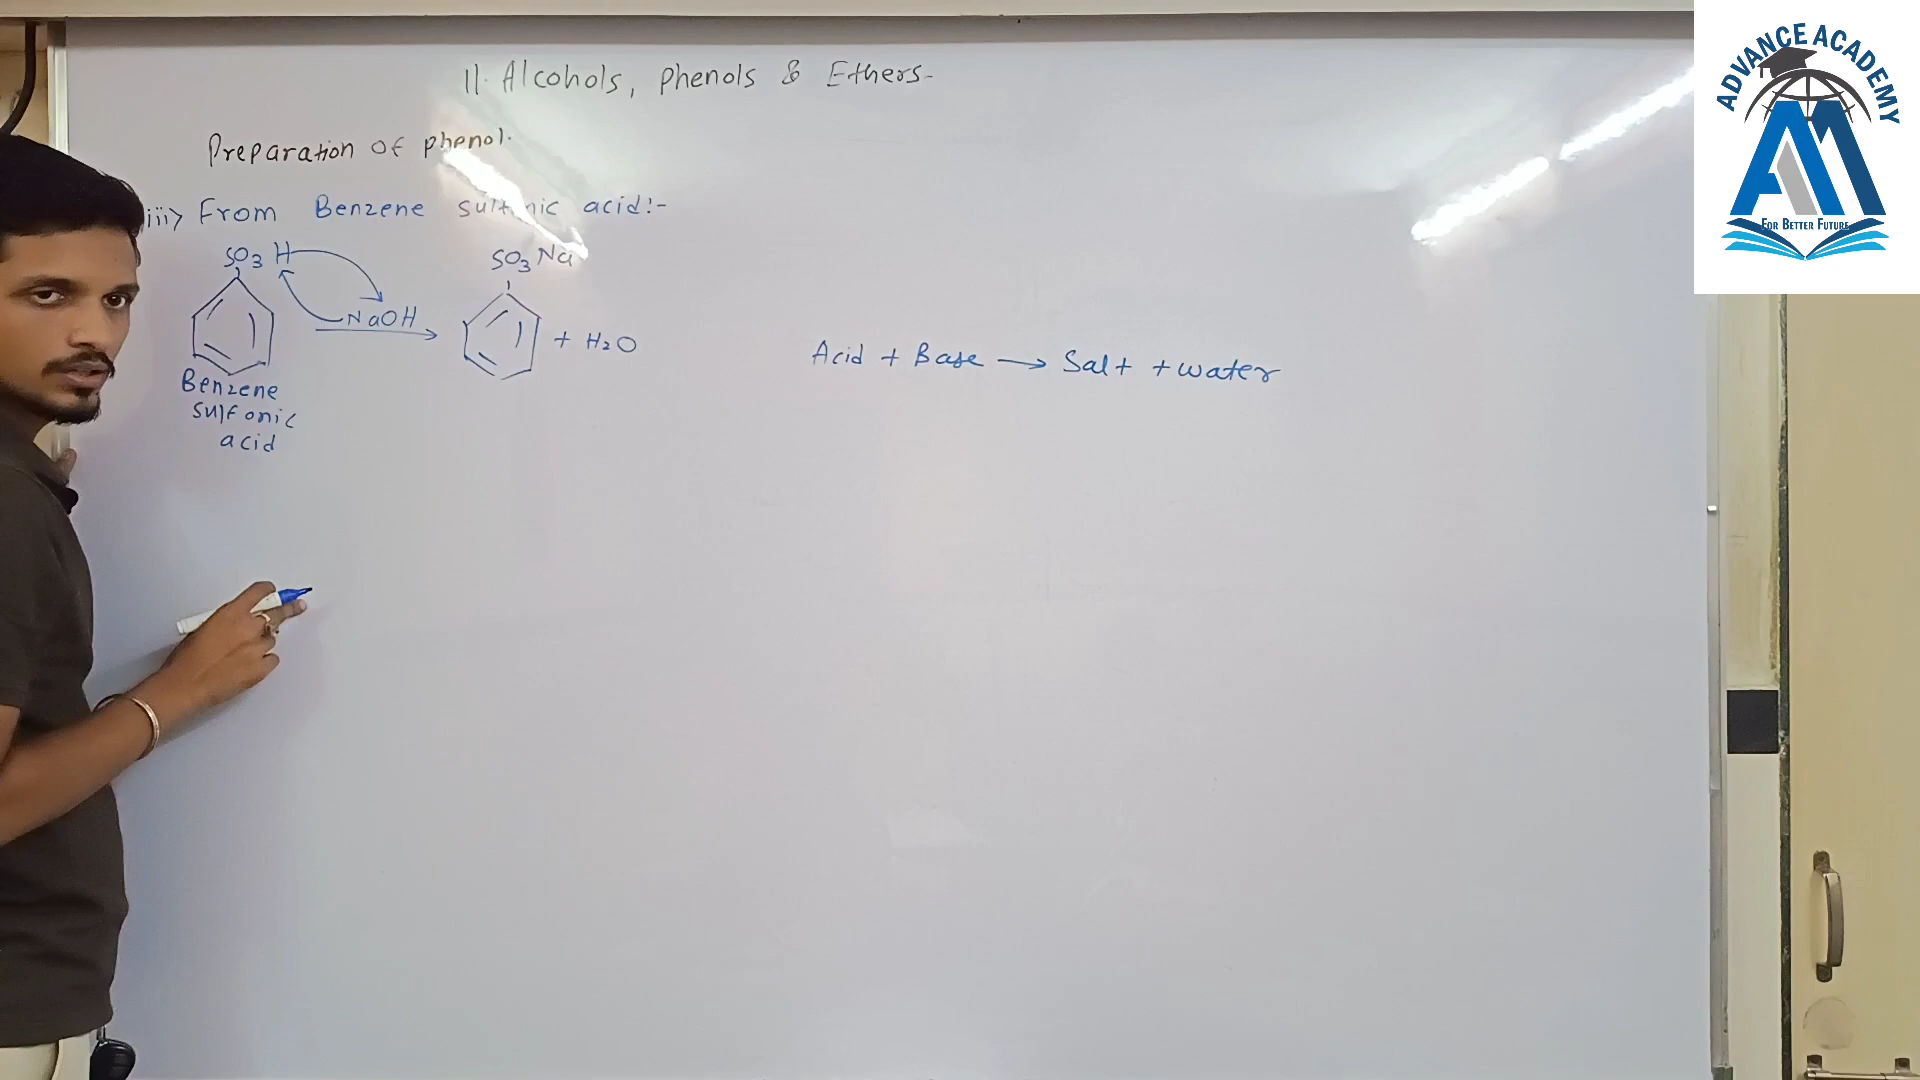 11. Alcohols, Phenols & Ethers-
Preparation of phenol.
iii> From Benzene sulfonic acid:-
SO3 H
SO3 Na
NaOH
+ H2O
Benzene
sulfonic
acid
Acid + Base → Salt + water
ADVANCE ACADEMY
FOR BETTER FUTURE